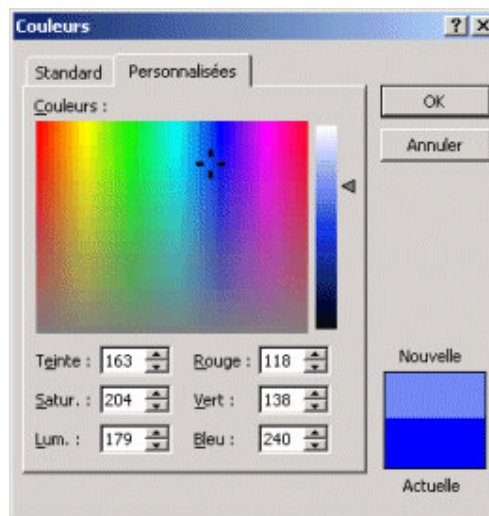 Couleurs
Standard Personnalisées
Couleurs :
OK
Annuler
Teinte : 163 Rouge : 118
Satur. : 204 Vert : 138
Lum. : 179 Bleu : 240
Nouvelle
Actuelle